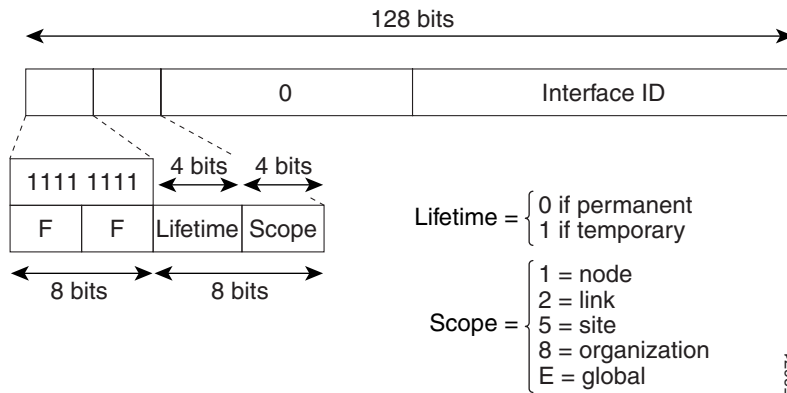 128 bits
0 Interface ID
4 bits 4 bits
1111 1111
F F Lifetime Scope
8 bits 8 bits
Lifetime = 0 if permanent
1 if temporary
Scope = 1 = node
2 = link
5 = site
8 = organization
E = global